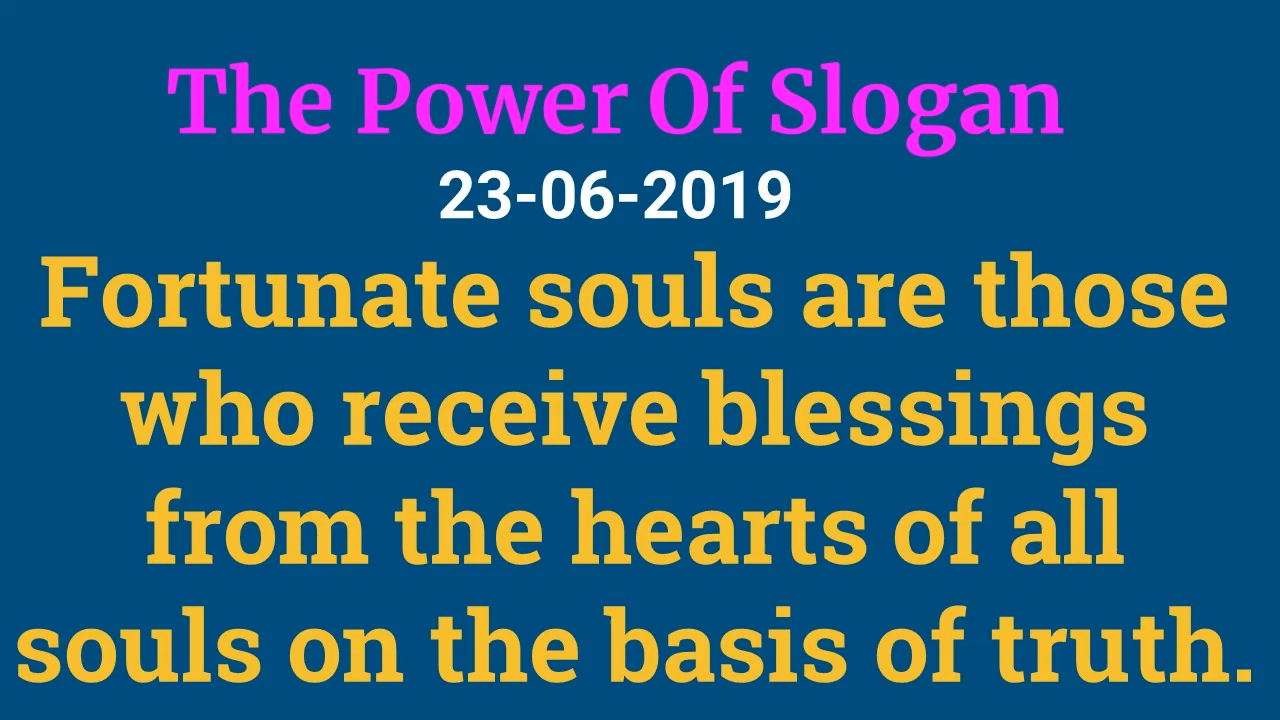 The Power Of Slogan
23-06-2019
Fortunate souls are those
who receive blessings
from the hearts of all
souls on the basis of truth.